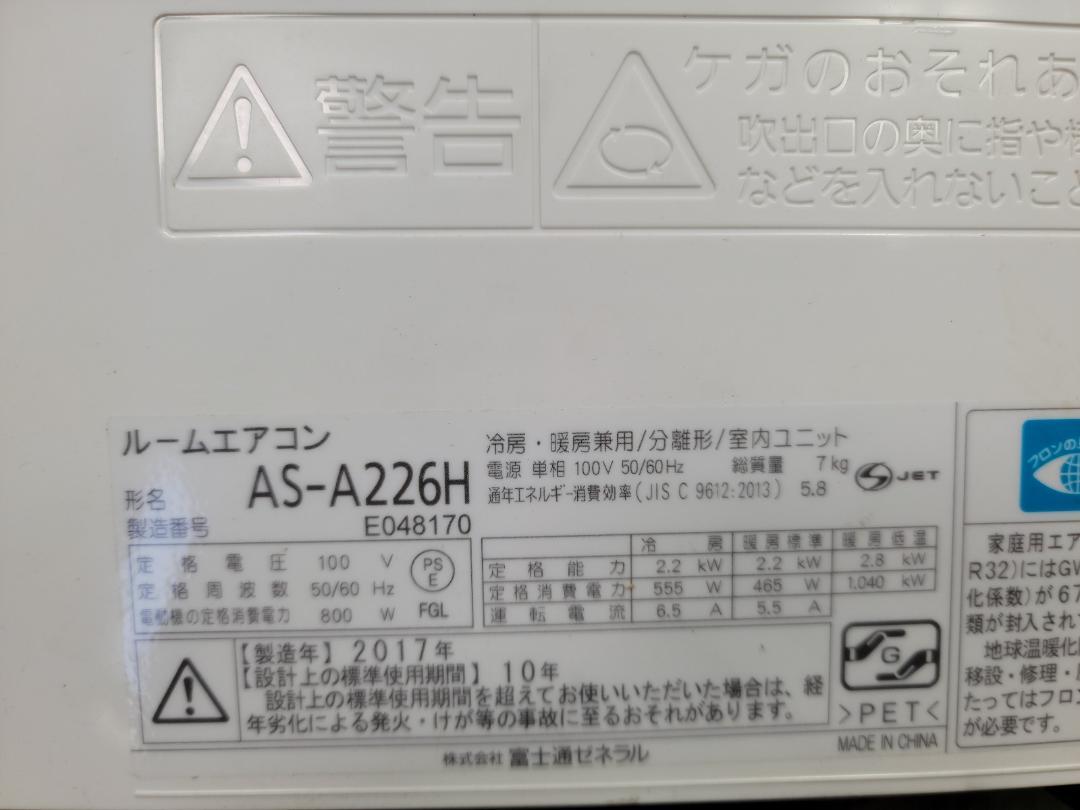 警告
ケガのおそれあ
吹出口の奥に指や棒
などを入れないこと
ルームエアコン
形名 AS-A226H
製造番号 E048170
冷房・暖房兼用/分離形/室内ユニット
電源 単相 100V 50/60Hz 総質量 7kg
通年エネルギー消費効率(JIS C 9612:2013) 5.8
JET
定格電圧 100 V
定格周波数 50/60 Hz
電動機の定格消費電力 800 W
PS
E
FGL
冷房 暖房標準 暖房低温
定格能力 2.2 kW 2.2 kW 2.8 kW
定格消費電力 555 W 465 W 1,040 kW
運転電流 6.5 A 5.5 A
【製造年】2017年
【設計上の標準使用期間】10年
設計上の標準使用期間を超えてお使いいただいた場合は、経
年劣化による発火・けが等の事故に至るおそれがあります。
G
>PET<
MADE IN CHINA
株式会社 富士通ゼネラル
フロンの見
家庭用エア
R32)にはGW
化係数)が67
類が封入され
地球温暖化
移設・修理・
たってはフロ
が必要です。